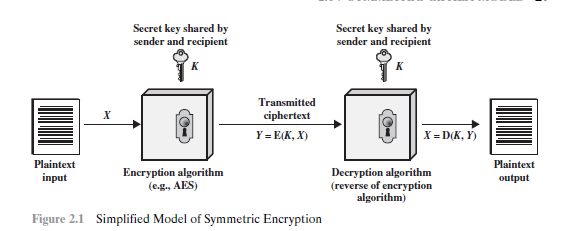 Secret key shared by
sender and recipient
K
Secret key shared by
sender and recipient
K
X
Transmitted
ciphertext
Y = E(K, X)
X = D(K, Y)
Plaintext
input
Encryption algorithm
(e.g., AES)
Decryption algorithm
(reverse of encryption
algorithm)
Plaintext
output
Figure 2.1 Simplified Model of Symmetric Encryption